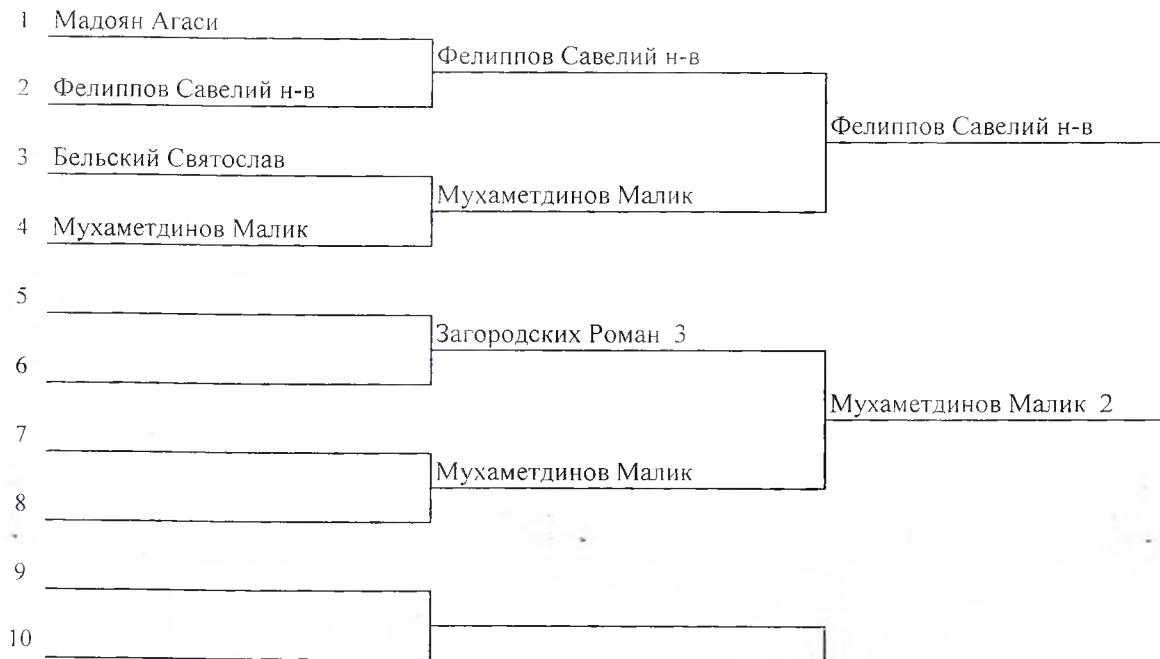 1 Мадоян Агаси
Фелиппов Савелий н-в
2 Фелиппов Савелий н-в
Фелиппов Савелий н-в
3 Бельский Святослав
Мухаметдинов Малик
4 Мухаметдинов Малик
5
Загородских Роман 3
6
Мухаметдинов Малик 2
7
Мухаметдинов Малик
8
9
10